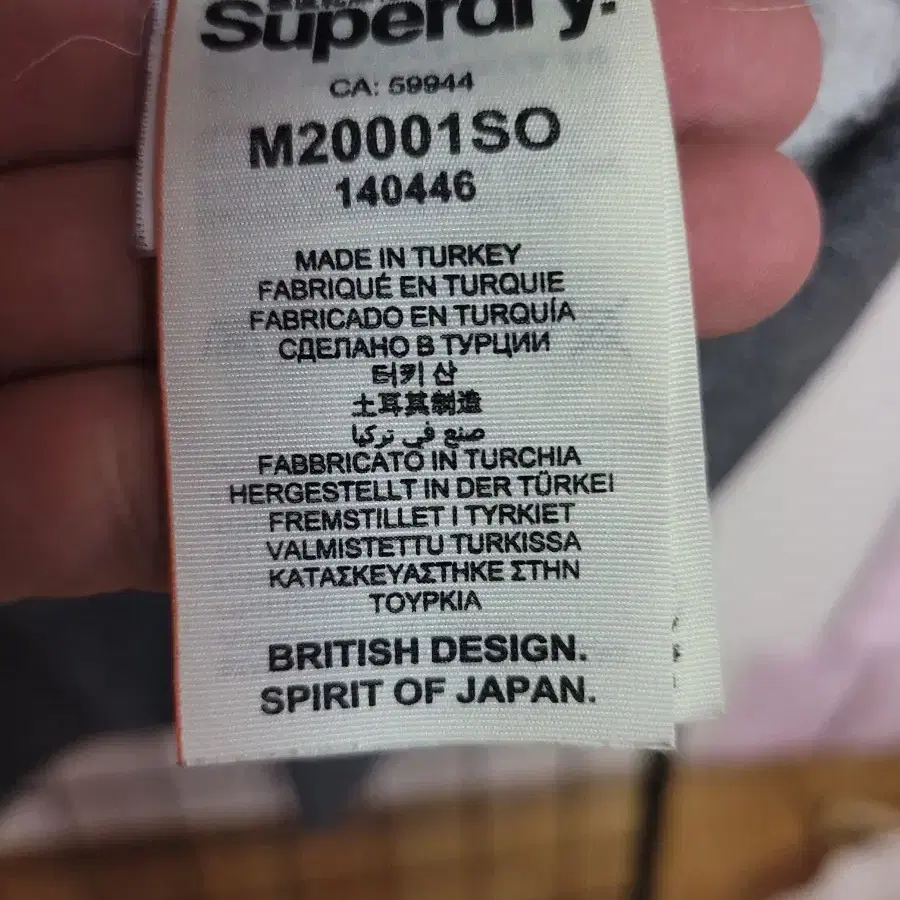 Superdry.
CA: 59944
M20001SO
140446
MADE IN TURKEY
FABRIQUÉ EN TURQUIE
FABRICADO EN TURQUÍA
СДЕЛАНО В ТУРЦИИ
터키 산
土耳其制造
صنع في تركيا
FABBRICATO IN TURCHIA
HERGESTELLT IN DER TÜRKEI
FREMSTILLET I TYRKIET
VALMISTETTU TURKISSA
ΚΑΤΑΣΚΕΥΑΣΤΗΚΕ ΣΤΗΝ
ΤΟΥΡΚΙΑ
BRITISH DESIGN.
SPIRIT OF JAPAN.